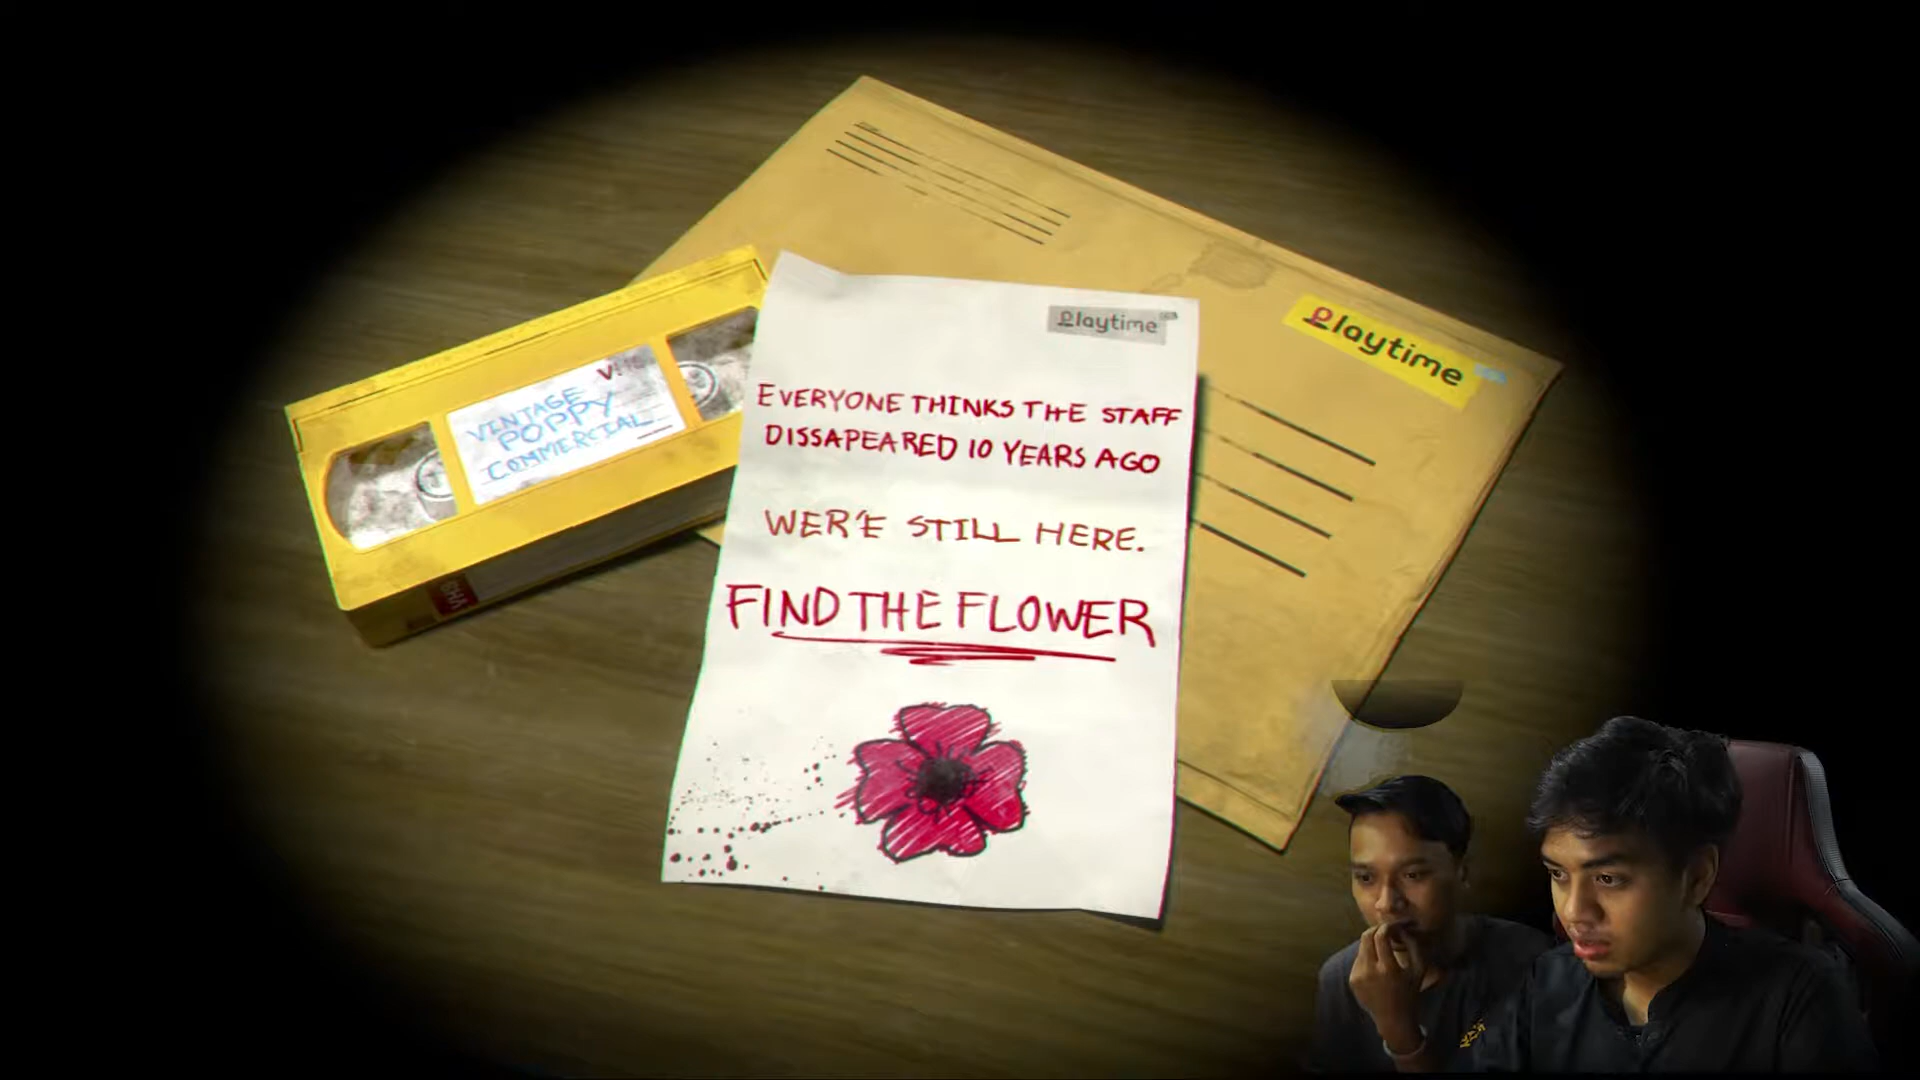 VINTAGE
POPPY
COMMERCIAL
VHS
Playtime
EVERYONE THINKS THE STAFF
DISSAPEARED 10 YEARS AGO
WER'E STILL HERE.
FIND THE FLOWER
Playtime